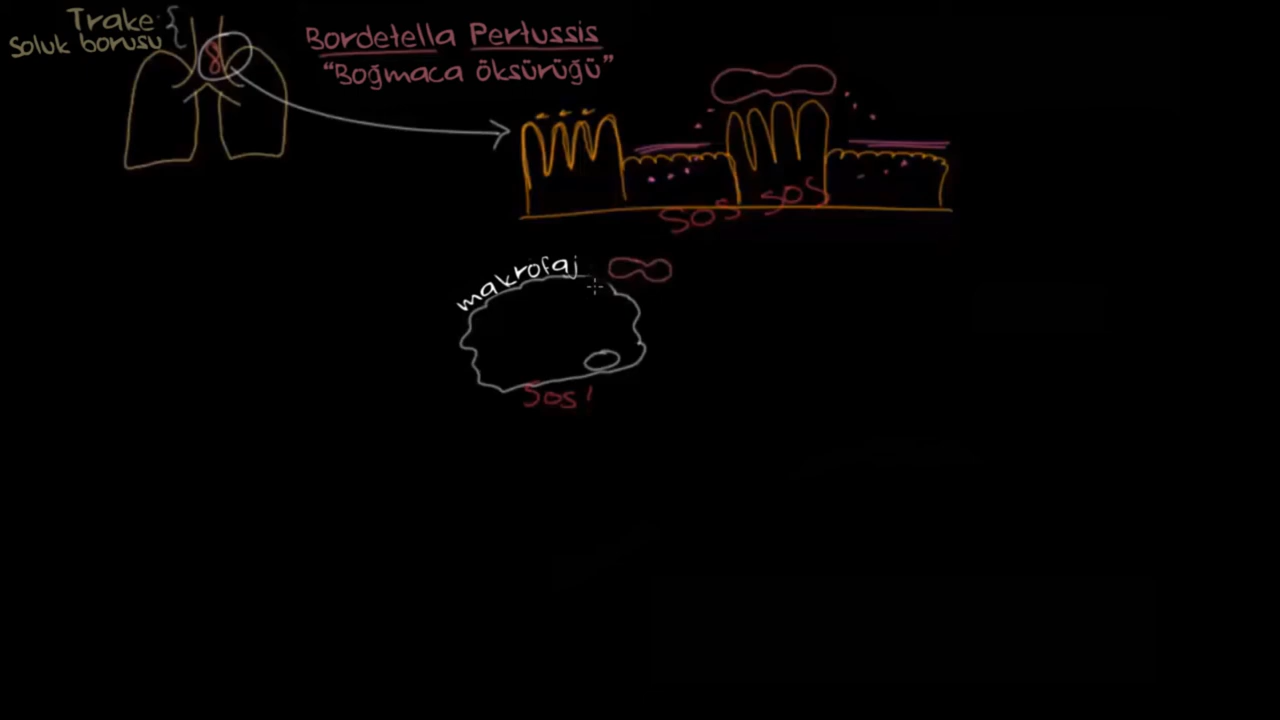 Trake
Soluk borusu
Bordetella Pertussis
"Boğmaca öksürüğü"
SOS SOS
makrofaj
SOS!